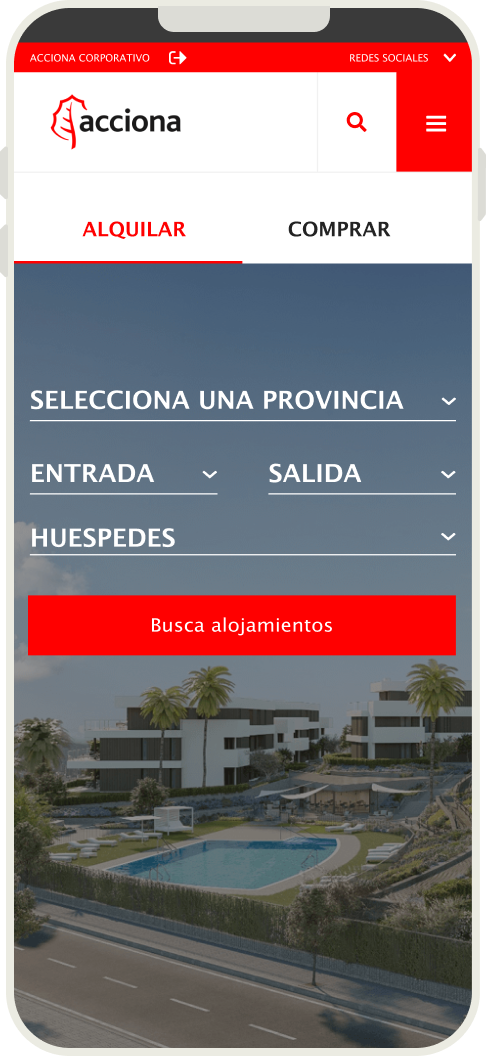 ACCIONA CORPORATIVO REDES SOCIALES
acciona
ALQUILAR COMPRAR
SELECCIONA UNA PROVINCIA
ENTRADA SALIDA
HUESPEDES
Busca alojamientos